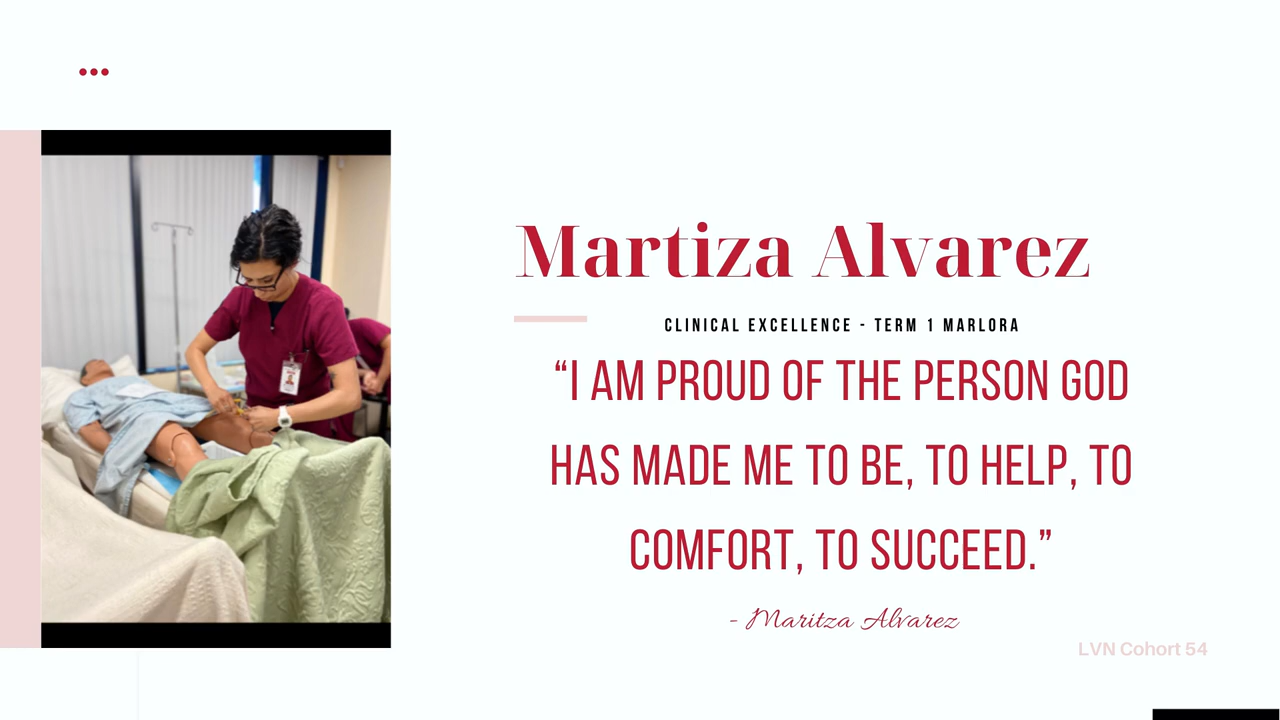 Martiza Alvarez
CLINICAL EXCELLENCE - TERM 1 MARLORA
“I AM PROUD OF THE PERSON GOD
HAS MADE ME TO BE, TO HELP, TO
COMFORT, TO SUCCEED.”
- Maritza Alvarez
LVN Cohort 54